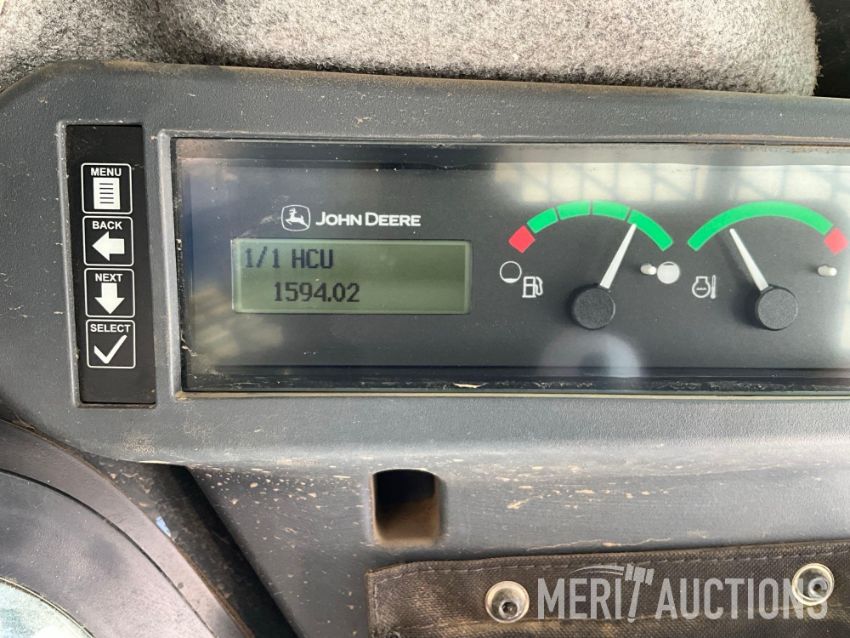 MENU
BACK
NEXT
SELECT
JOHN DEERE
1/1 HCU
1594.02
MERIT AUCTIONS